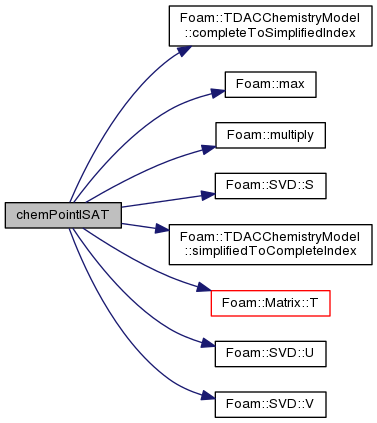 Foam::TDACChemistryModel
::completeToSimplifiedIndex
Foam::max
Foam::multiply
Foam::SVD::S
chemPointISAT
Foam::TDACChemistryModel
::simplifiedToCompleteIndex
Foam::Matrix::T
Foam::SVD::U
Foam::SVD::V